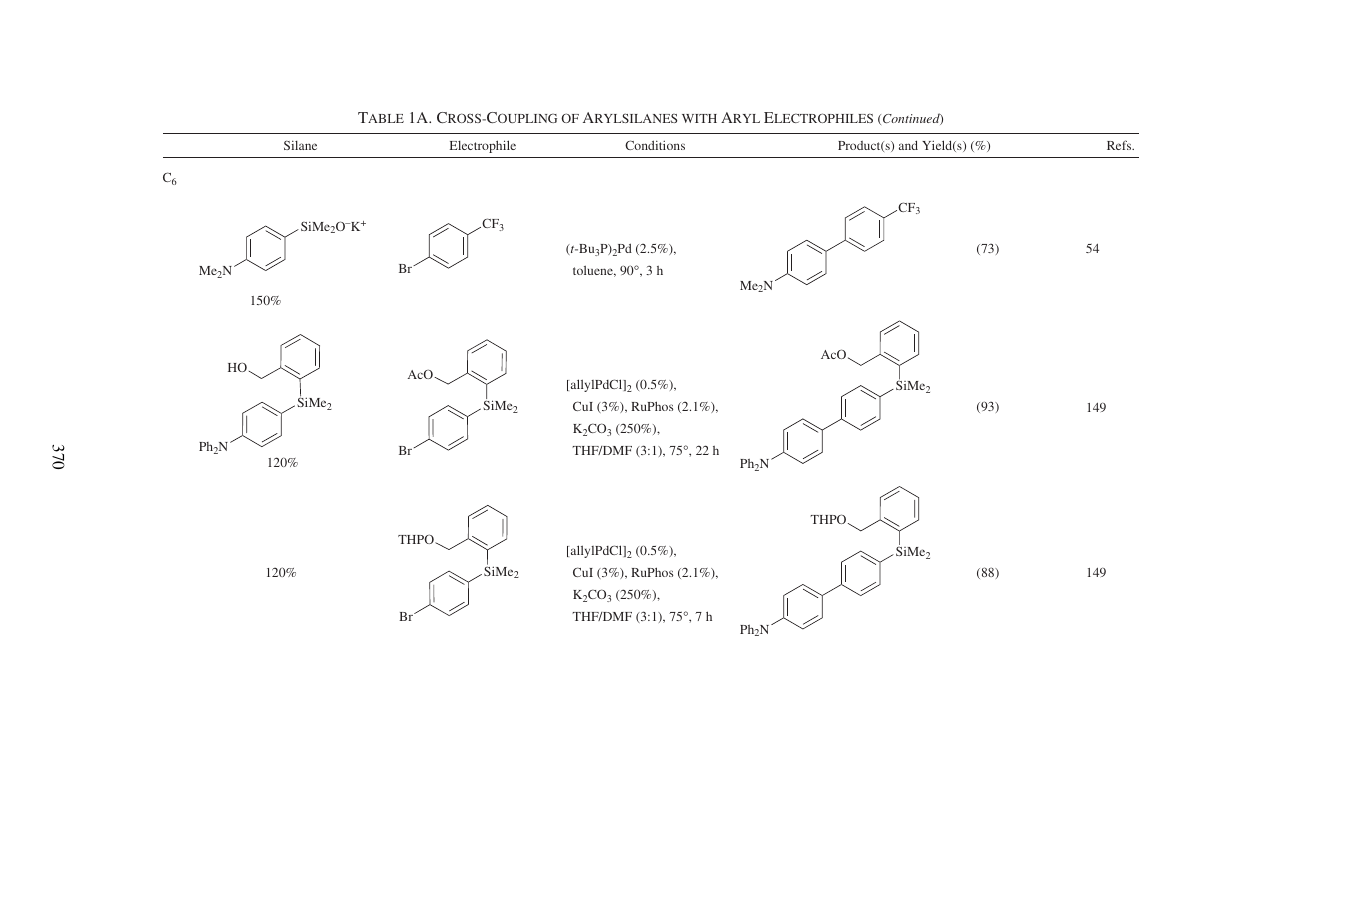 TABLE 1A. CROSS-COUPLING OF ARYLSILANES WITH ARYL ELECTROPHILES (Continued)
Silane Electrophile Conditions Product(s) and Yield(s) (%) Refs.
C6
SiMe2O–K+
Me2N
150%
CF3
Br
(t-Bu3P)2Pd (2.5%),
toluene, 90°, 3 h
CF3
Me2N
(73)
54
HO
SiMe2
Ph2N
120%
AcO
SiMe2
Br
[allylPdCl]2 (0.5%),
CuI (3%), RuPhos (2.1%),
K2CO3 (250%),
THF/DMF (3:1), 75°, 22 h
AcO
SiMe2
Ph2N
(93)
149
120%
THPO
SiMe2
Br
[allylPdCl]2 (0.5%),
CuI (3%), RuPhos (2.1%),
K2CO3 (250%),
THF/DMF (3:1), 75°, 7 h
THPO
SiMe2
Ph2N
(88)
149
370